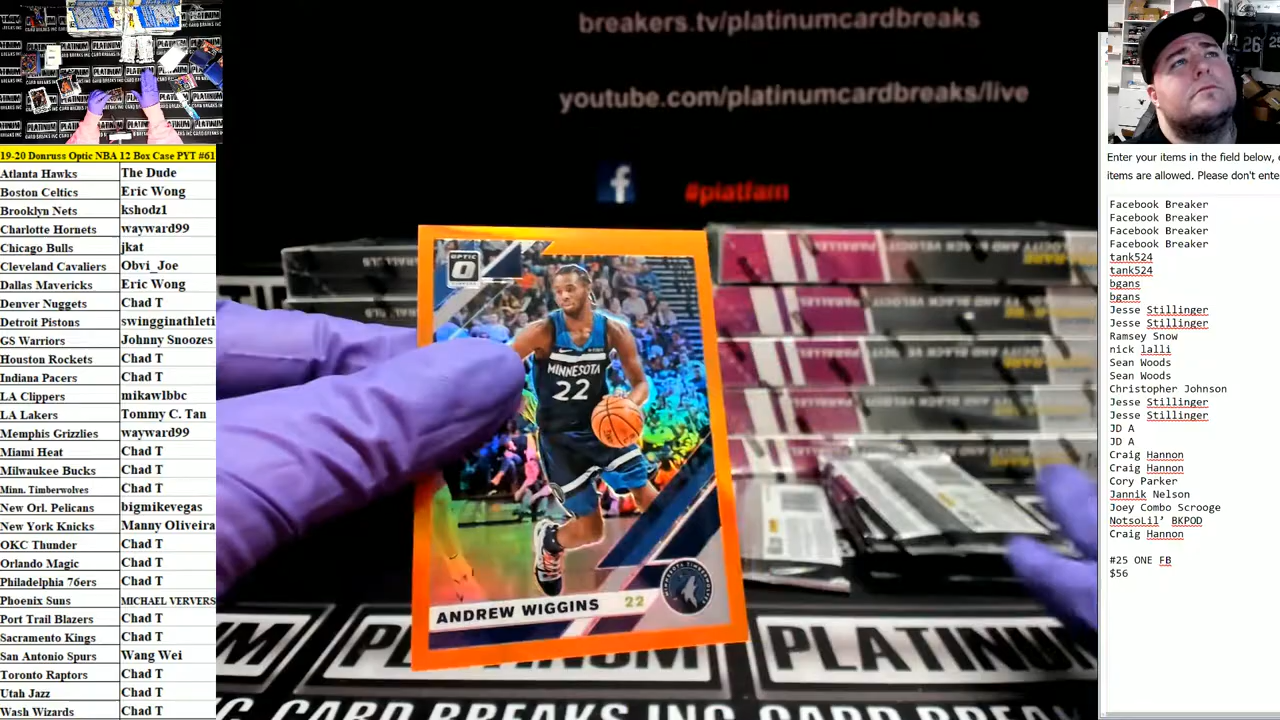 breakers.tv/platinumcardbreaks
youtube.com/platinumcardbreaks/live
f
#platfam
19-20 Donruss Optic NBA 12 Box Case PYT #61
Atlanta Hawks The Dude
Boston Celtics Eric Wong
Brooklyn Nets kshodz1
Charlotte Hornets wayward99
Chicago Bulls jkat
Cleveland Cavaliers Obvi_Joe
Dallas Mavericks Eric Wong
Denver Nuggets Chad T
Detroit Pistons swingginathleti
GS Warriors Johnny Snoozes
Houston Rockets Chad T
Indiana Pacers Chad T
LA Clippers mikawlbbc
LA Lakers Tommy C. Tan
Memphis Grizzlies wayward99
Miami Heat Chad T
Milwaukee Bucks Chad T
Minn. Timberwolves Chad T
New Orl. Pelicans bigmikevegas
New York Knicks Manny Oliveira
OKC Thunder Chad T
Orlando Magic Chad T
Philadelphia 76ers Chad T
Phoenix Suns MICHAEL VERVERS
Port Trail Blazers Chad T
Sacramento Kings Chad T
San Antonio Spurs Wang Wei
Toronto Raptors Chad T
Utah Jazz Chad T
Wash Wizards Chad T
OPTIC
MINNESOTA
22
ANDREW WIGGINS 22
PLATINUM PLATINUM
CARD BREAKS INC
Enter your items in the field below,
items are allowed. Please don't ente
Facebook Breaker
Facebook Breaker
Facebook Breaker
Facebook Breaker
tank524
tank524
bgans
bgans
Jesse Stillinger
Jesse Stillinger
Ramsey Snow
nick lalli
Sean Woods
Sean Woods
Christopher Johnson
Jesse Stillinger
Jesse Stillinger
JD A
JD A
Craig Hannon
Craig Hannon
Cory Parker
Jannik Nelson
Joey Combo Scrooge
NotsoLil' BKPOD
Craig Hannon
#25 ONE FB
$56